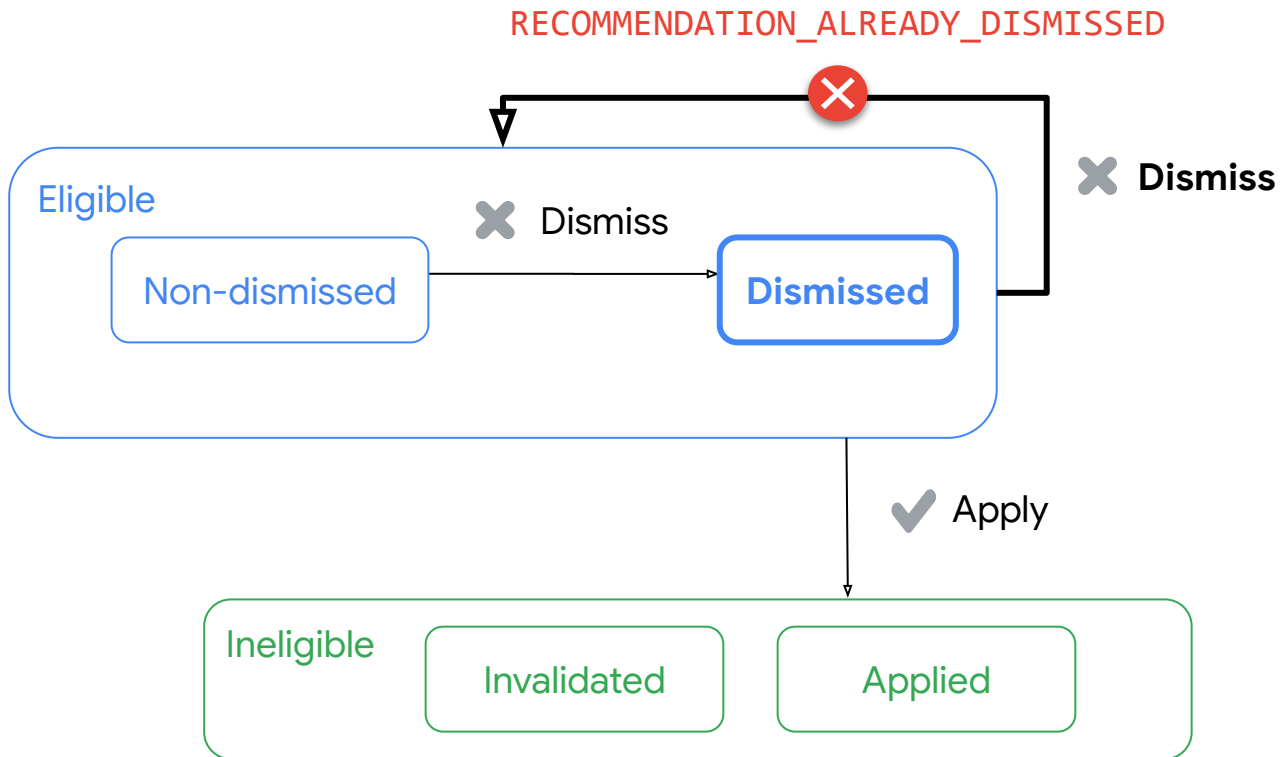 RECOMMENDATION_ALREADY_DISMISSED
Dismiss
Eligible
Dismiss
Non-dismissed
Dismissed
Apply
Ineligible
Invalidated
Applied